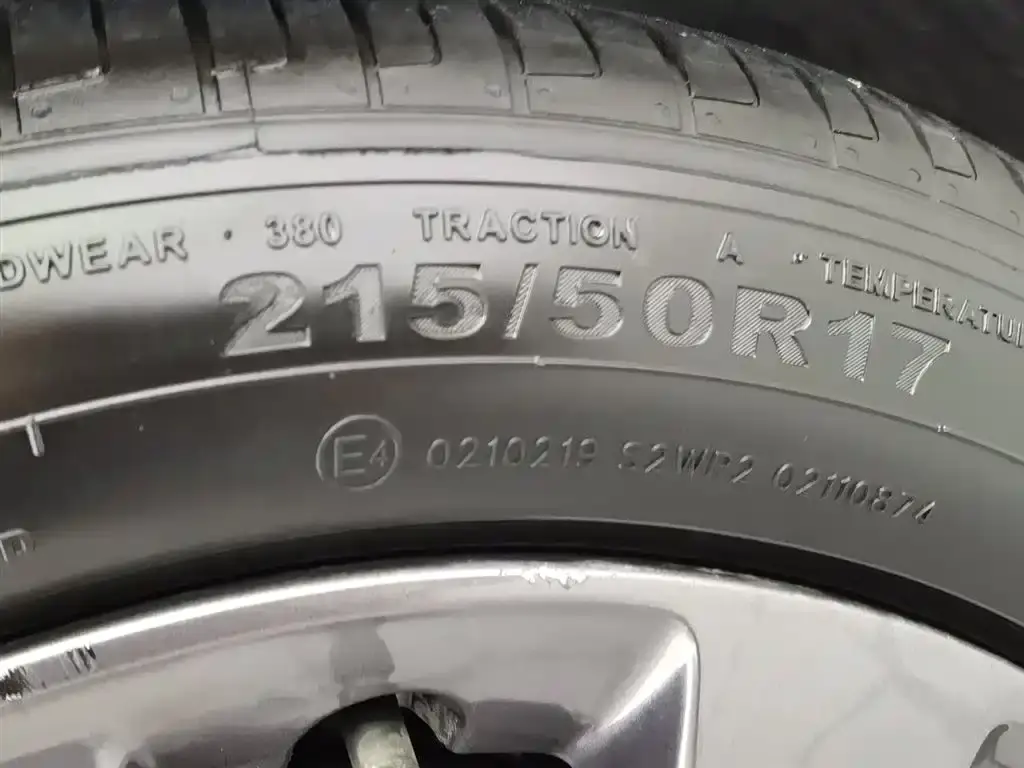 DWEAR · 380 TRACTION A · TEMPERATU
215/50R17
E4 0210219 S2WR2 02110874